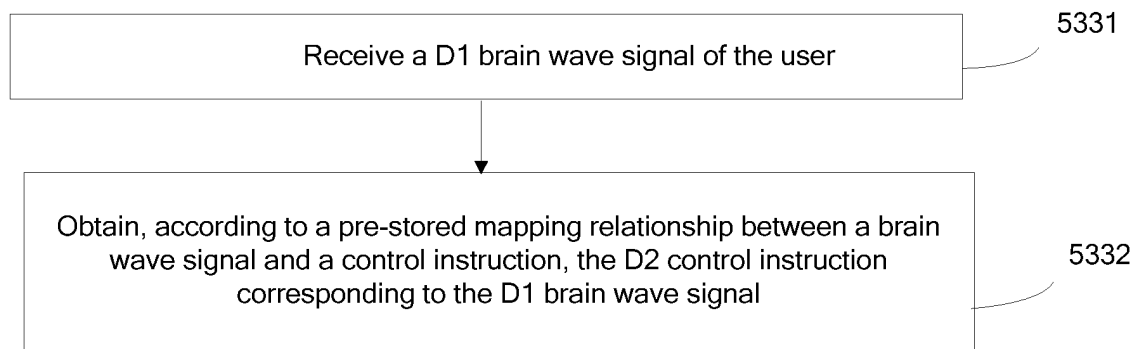 5331
Receive a D1 brain wave signal of the user
Obtain, according to a pre-stored mapping relationship between a brain
wave signal and a control instruction, the D2 control instruction
corresponding to the D1 brain wave signal
5332